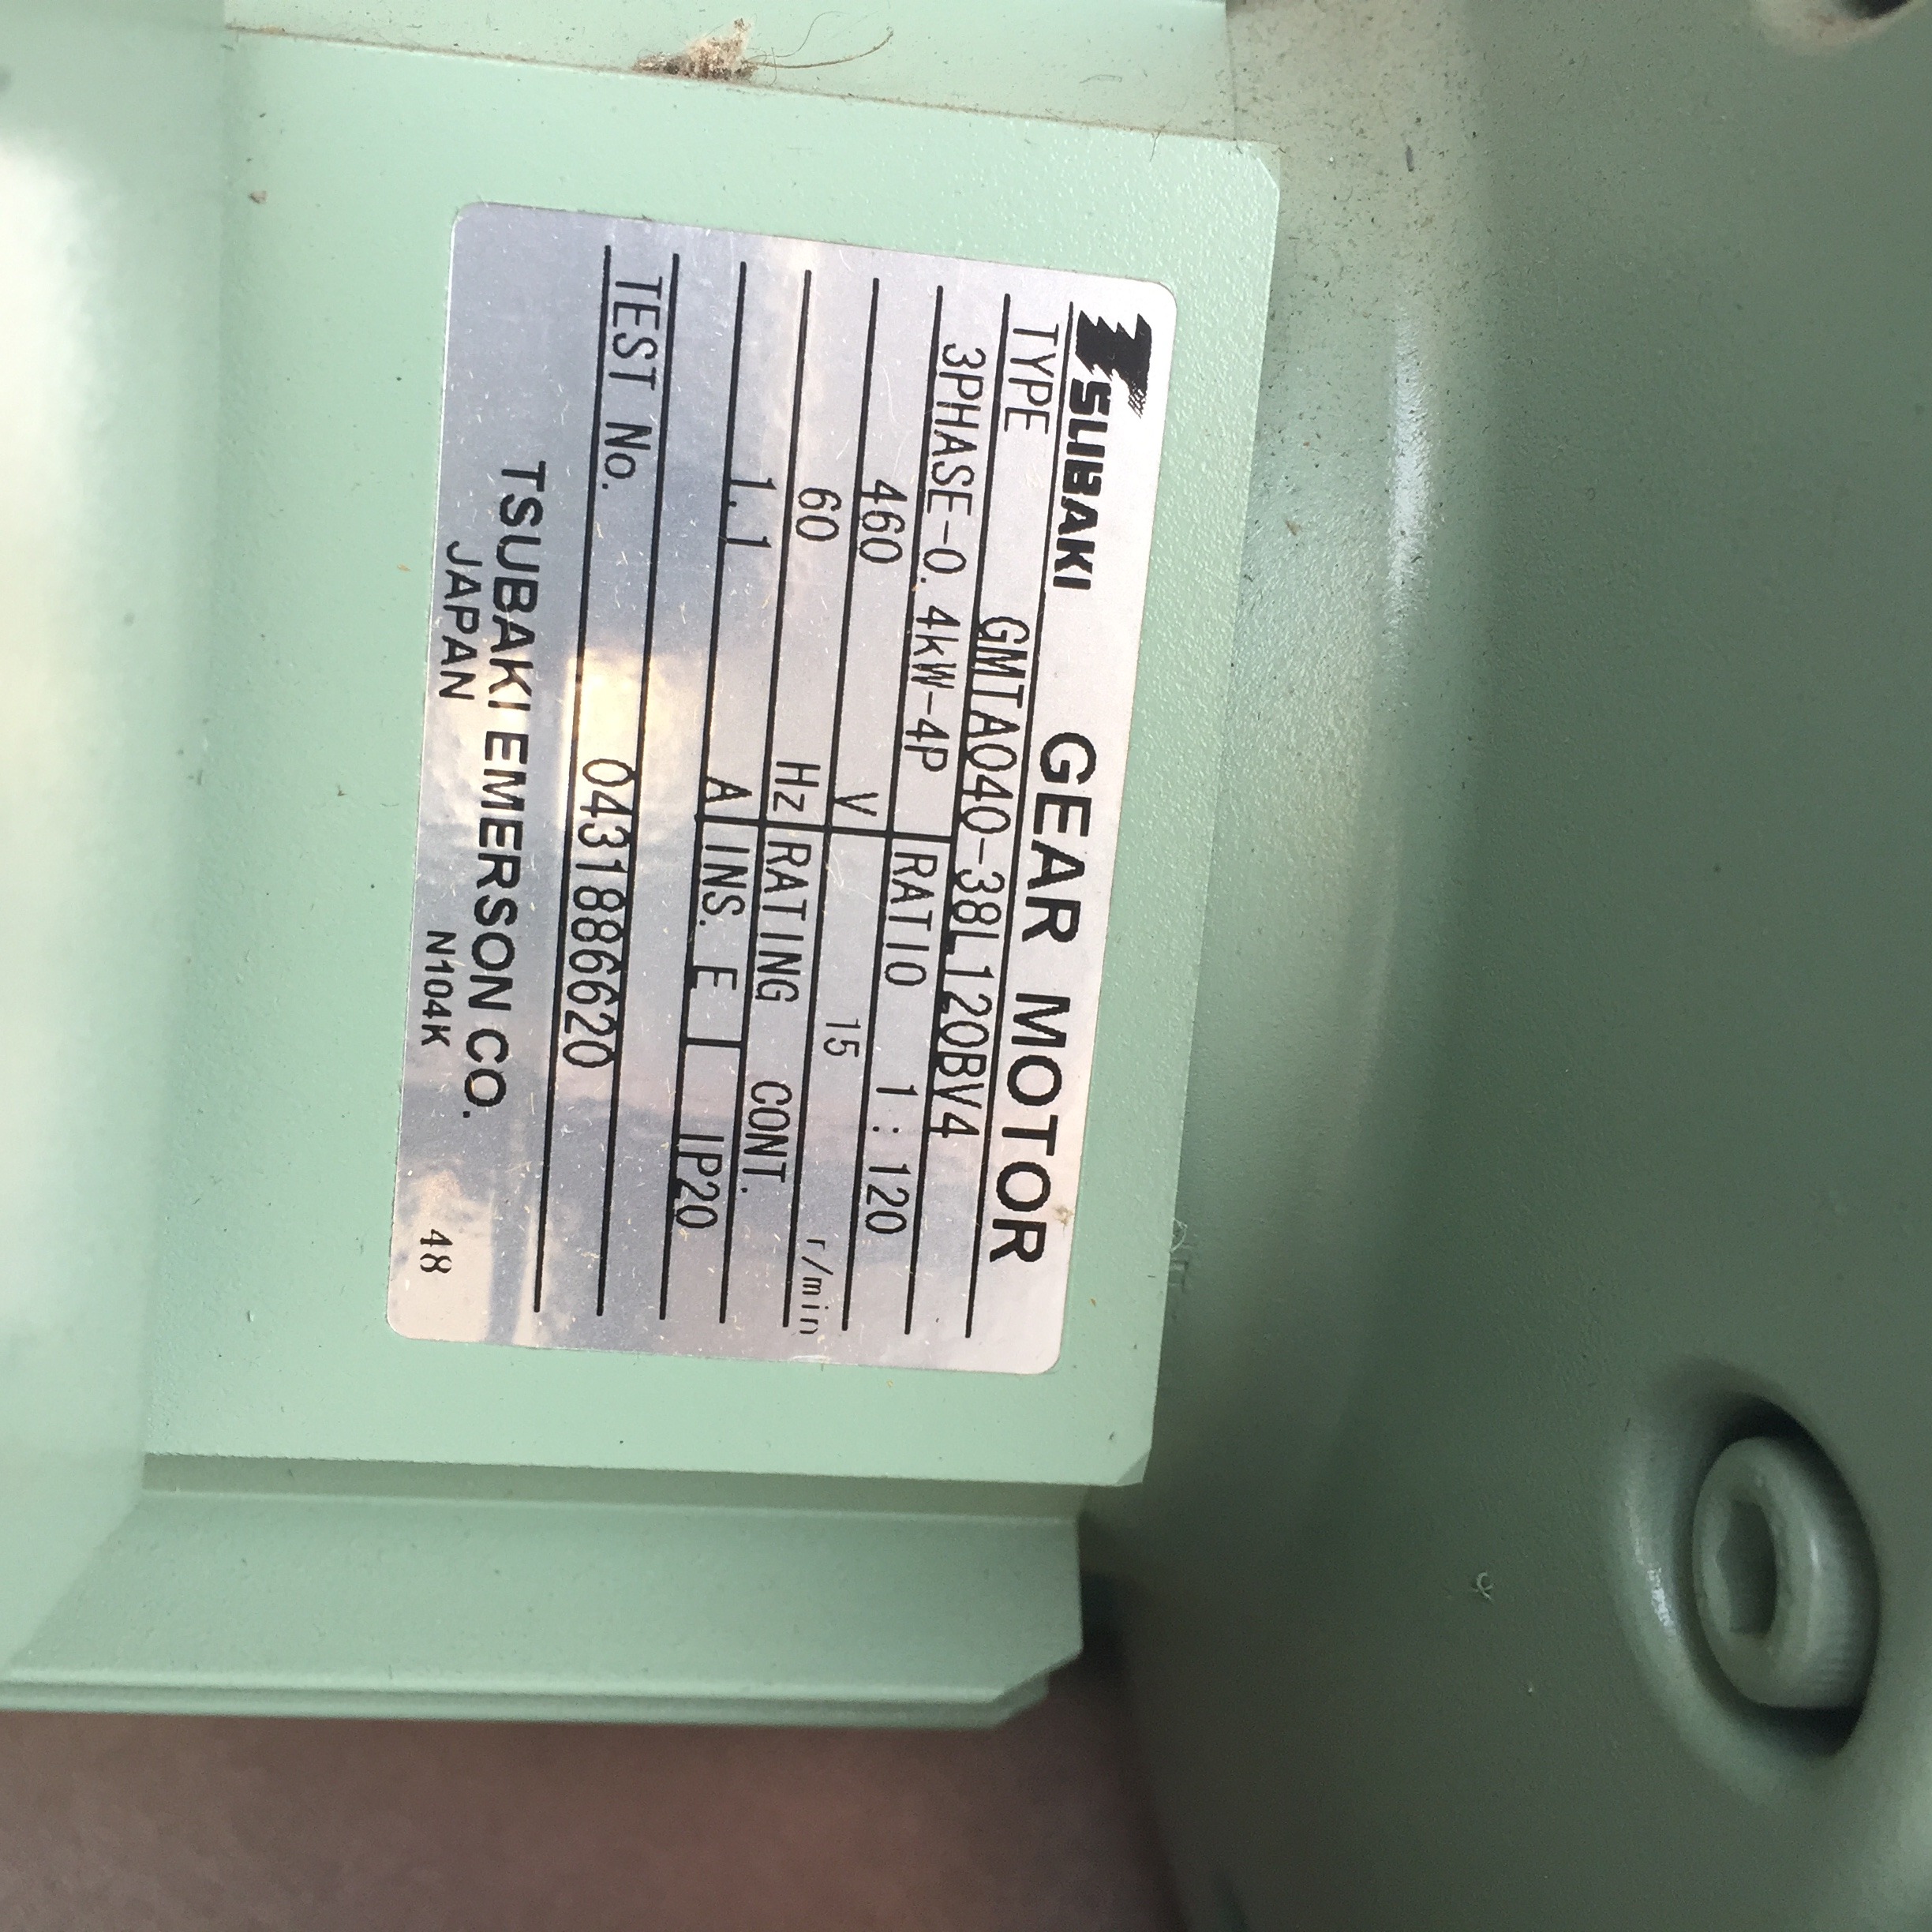 TSUBAKI GEAR MOTOR
TYPE GMTA040-38L120BV4
3PHASE-0.4kW-4P RATIO 1:120
460 V 15 r/min
60 Hz RATING CONT.
1.1 A INS. E IP20
TEST No. 0431886620
TSUBAKI EMERSON CO.
JAPAN N104K 48